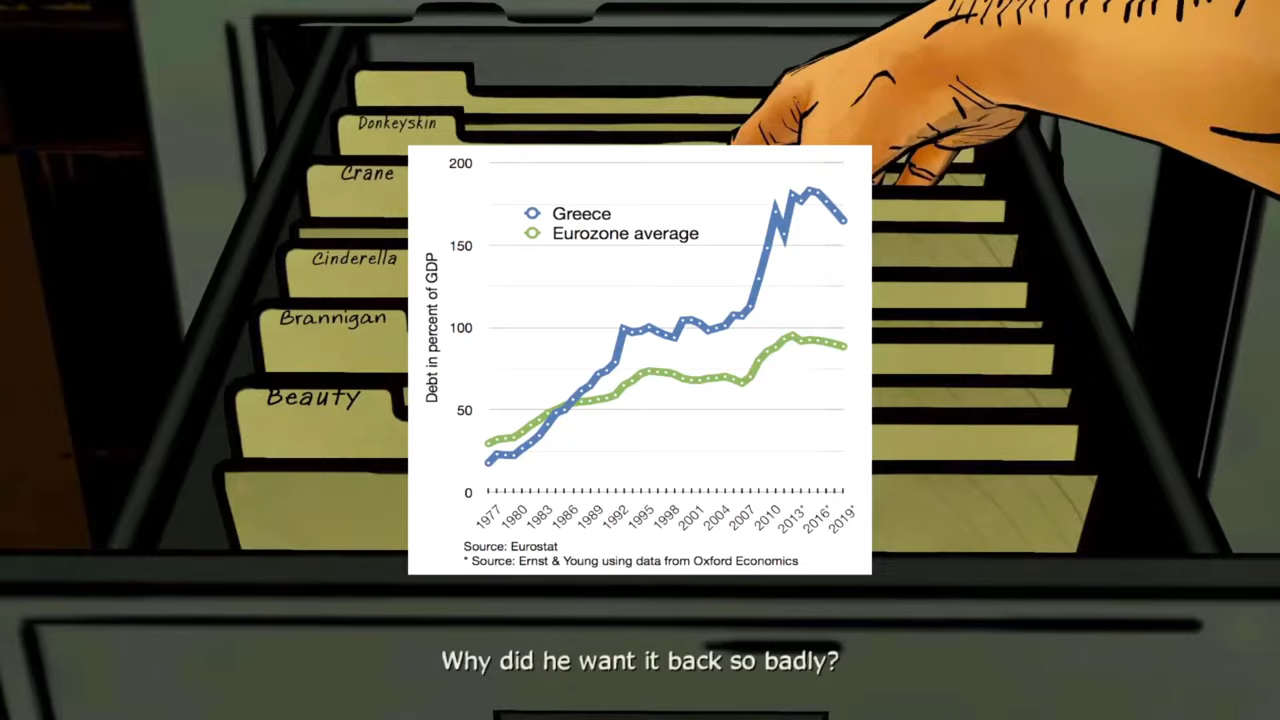 Donkeyskin
Crane
Cinderella
Brannigan
Beauty
200
150
100
50
0
Debt in percent of GDP
Greece
Eurozone average
1977
1980
1983
1986
1989
1992
1995
1998
2001
2004
2007
2010
2013*
2016*
2019*
Source: Eurostat
* Source: Ernst & Young using data from Oxford Economics
Why did he want it back so badly?